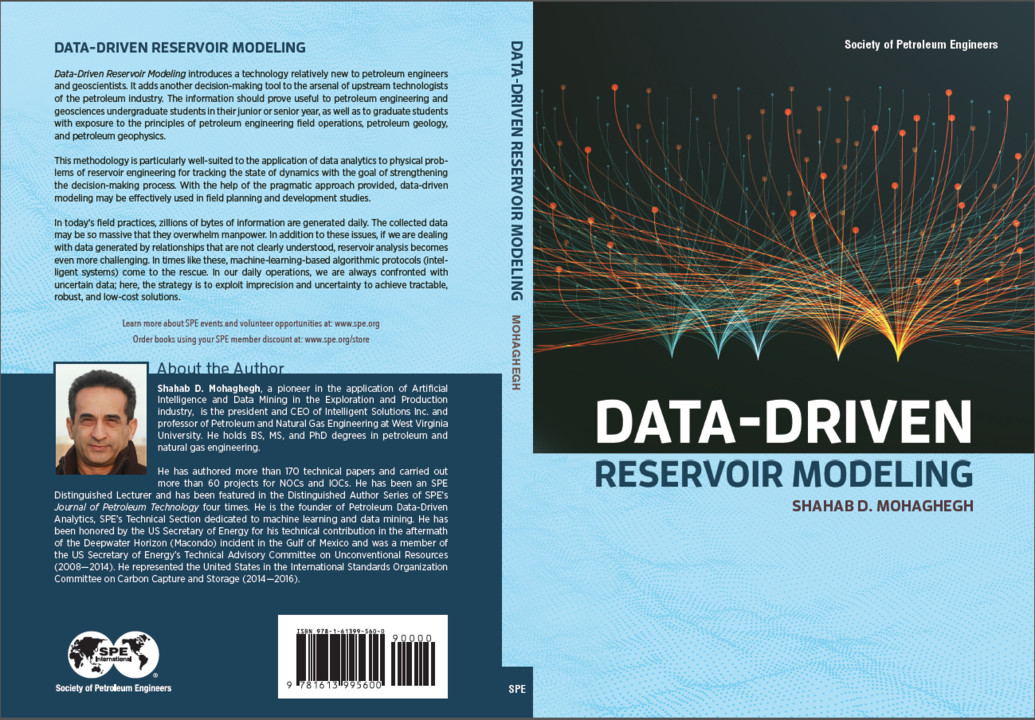 DATA-DRIVEN RESERVOIR MODELING
Data-Driven Reservoir Modeling introduces a technology relatively new to petroleum engineers
and geoscientists. It adds another decision-making tool to the arsenal of upstream technologists
of the petroleum industry. The information should prove useful to petroleum engineering and
geosciences undergraduate students in their junior or senior year, as well as to graduate students
with exposure to the principles of petroleum engineering field operations, petroleum geology,
and petroleum geophysics.
This methodology is particularly well-suited to the application of data analytics to physical prob-
lems of reservoir engineering for tracking the state of dynamics with the goal of strengthening
the decision-making process. With the help of the pragmatic approach provided, data-driven
modeling may be effectively used in field planning and development studies.
In today's field practices, zillions of bytes of information are generated daily. The collected data
may be so massive that they overwhelm manpower. In addition to these issues, if we are dealing
with data generated by relationships that are not clearly understood, reservoir analysis becomes
even more challenging. In times like these, machine-learning-based algorithmic protocols (intel-
ligent systems) come to the rescue. In our daily operations, we are always confronted with
uncertain data; here, the strategy is to exploit imprecision and uncertainty to achieve tractable,
robust, and low-cost solutions.
Learn more about SPE events and volunteer opportunities at: www.spe.org
Order books using your SPE member discount at: www.spe.org/store
About the Author
Shahab D. Mohaghegh, a pioneer in the application of Artificial
Intelligence and Data Mining in the Exploration and Production
industry, is the president and CEO of Intelligent Solutions Inc. and
professor of Petroleum and Natural Gas Engineering at West Virginia
University. He holds BS, MS, and PhD degrees in petroleum and
natural gas engineering.
He has authored more than 170 technical papers and carried out
more than 60 projects for NOCs and IOCs. He has been an SPE
Distinguished Lecturer and has been featured in the Distinguished Author Series of SPE's
Journal of Petroleum Technology four times. He is the founder of Petroleum Data-Driven
Analytics, SPE's Technical Section dedicated to machine learning and data mining. He has
been honored by the US Secretary of Energy for his technical contribution in the aftermath
of the Deepwater Horizon (Macondo) incident in the Gulf of Mexico and was a member of
the US Secretary of Energy's Technical Advisory Committee on Unconventional Resources
(2008—2014). He represented the United States in the International Standards Organization
Committee on Carbon Capture and Storage (2014—2016).
SPE
International
®
Society of Petroleum Engineers
ISBN 978-1-61399-560-0
90000
9 781613 995600
DATA-DRIVEN RESERVOIR MODELING MOHAGHEGH
SPE
Society of Petroleum Engineers
DATA-DRIVEN
RESERVOIR MODELING
SHAHAB D. MOHAGHEGH